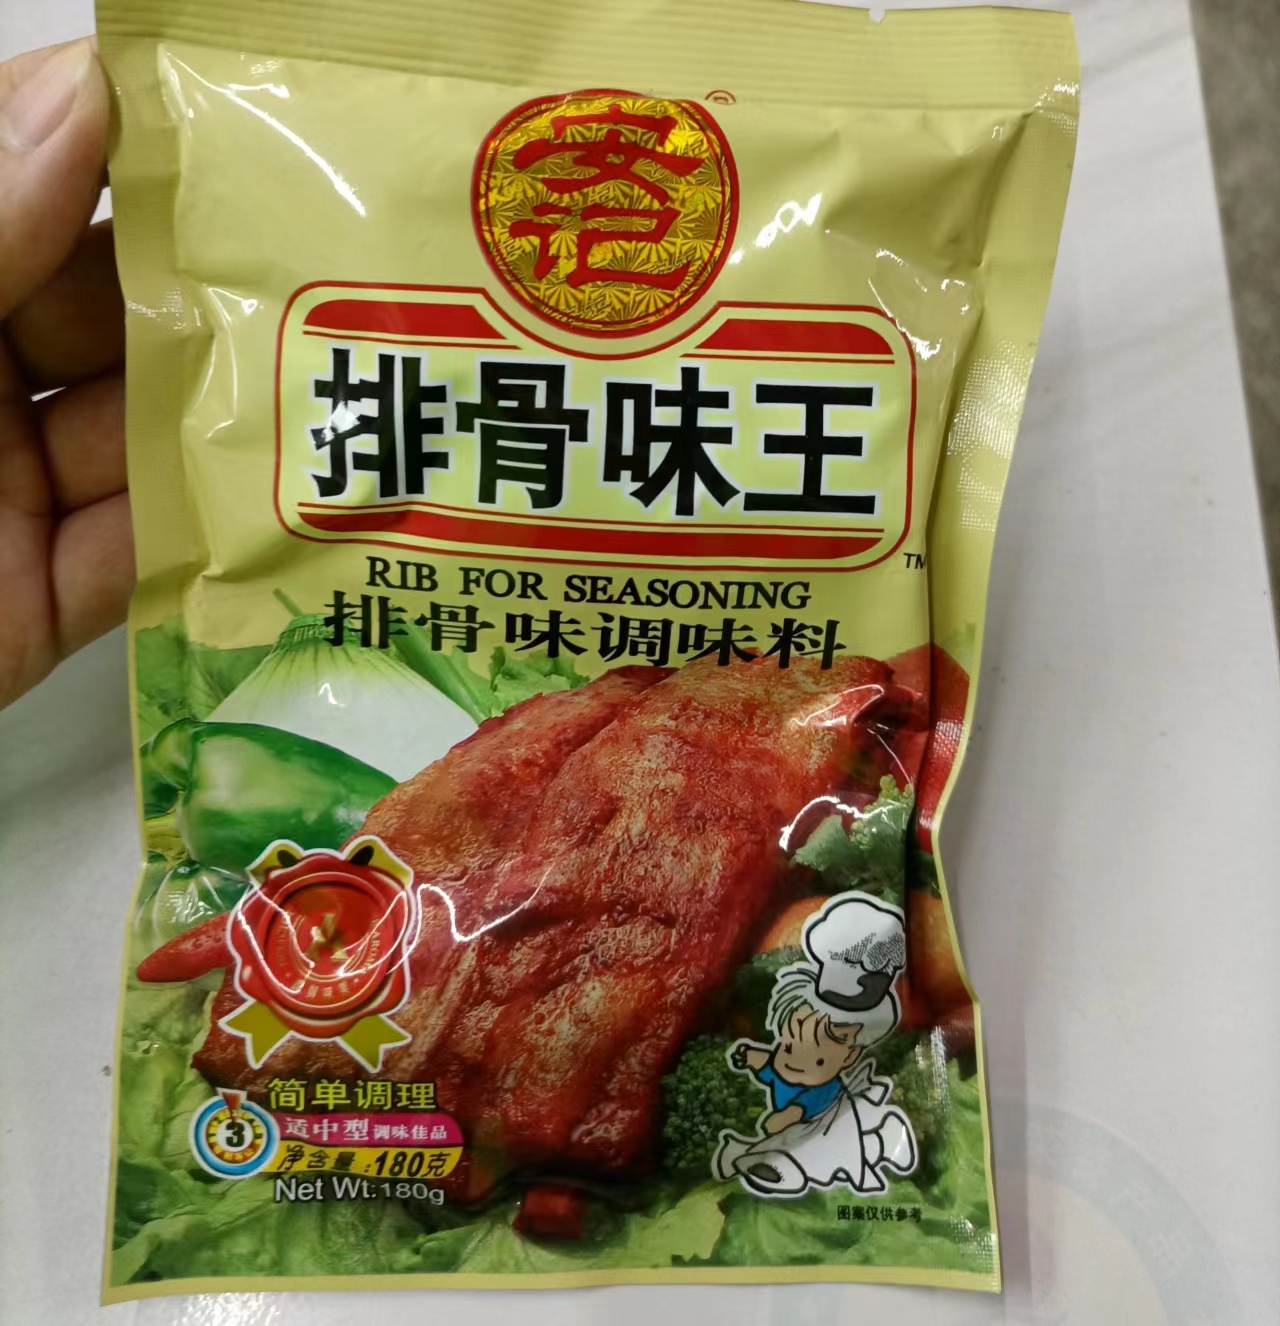 安
记
®
排骨味王
TM
RIB FOR SEASONING
排骨味调味料
简单调理
3
适中型 调味佳品
净含量:180克
Net Wt:180g
图案仅供参考